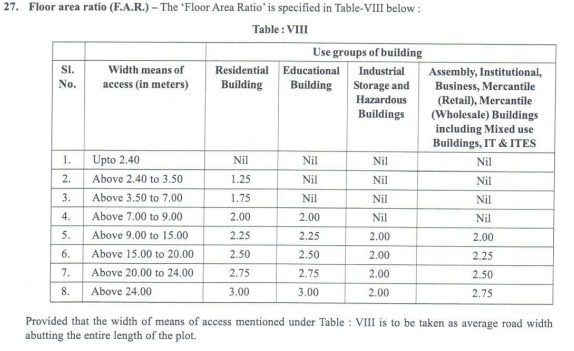 27. Floor area ratio (F.A.R.) – The 'Floor Area Ratio' is specified in Table-VIII below :
Table : VIII
Sl. No. | Width means of access (in meters) | Use groups of building
Residential Building | Educational Building | Industrial Storage and Hazardous Buildings | Assembly, Institutional, Business, Mercantile (Retail), Mercantile (Wholesale) Buildings including Mixed use Buildings, IT & ITES
1. | Upto 2.40 | Nil | Nil | Nil | Nil
2. | Above 2.40 to 3.50 | 1.25 | Nil | Nil | Nil
3. | Above 3.50 to 7.00 | 1.75 | Nil | Nil | Nil
4. | Above 7.00 to 9.00 | 2.00 | 2.00 | Nil | Nil
5. | Above 9.00 to 15.00 | 2.25 | 2.25 | 2.00 | 2.00
6. | Above 15.00 to 20.00 | 2.50 | 2.50 | 2.00 | 2.25
7. | Above 20.00 to 24.00 | 2.75 | 2.75 | 2.00 | 2.50
8. | Above 24.00 | 3.00 | 3.00 | 2.00 | 2.75
Provided that the width of means of access mentioned under Table : VIII is to be taken as average road width
abutting the entire length of the plot.